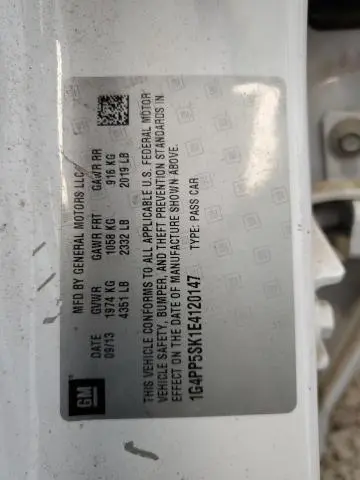 GM
MFD BY GENERAL MOTORS LLC
DATE GVWR GAWR FRT GAWR RR
09/13 1974 KG 1058 KG 916 KG
4351 LB 2332 LB 2019 LB
THIS VEHICLE CONFORMS TO ALL APPLICABLE U.S. FEDERAL MOTOR
VEHICLE SAFETY, BUMPER, AND THEFT PREVENTION STANDARDS IN
EFFECT ON THE DATE OF MANUFACTURE SHOWN ABOVE.
1G4PP5SK1E4120147 TYPE: PASS CAR